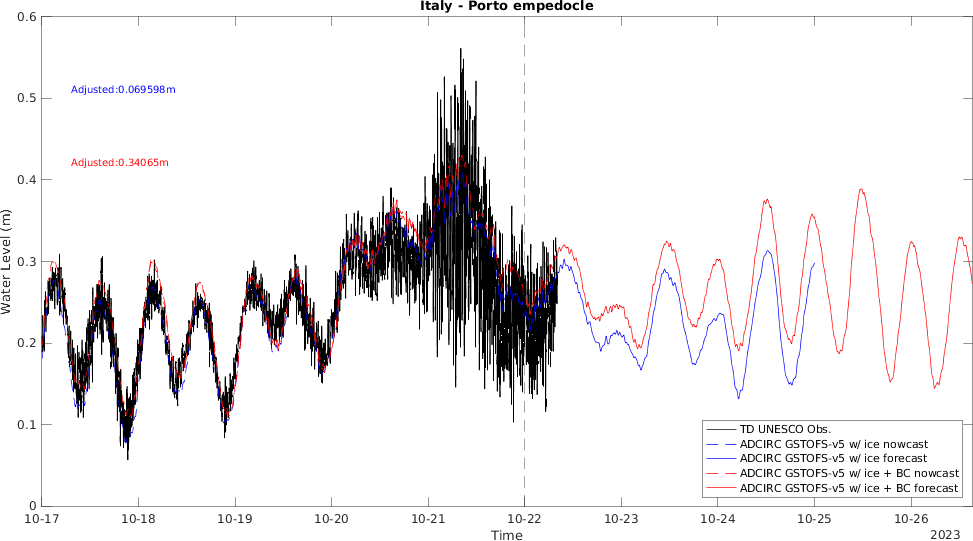 Italy - Porto empedocle
0.6
0.5
0.4
0.3
0.2
0.1
0
Water Level (m)
Adjusted:0.069598m
Adjusted:0.34065m
TD UNESCO Obs.
ADCIRC GSTOFS-v5 w/ ice nowcast
ADCIRC GSTOFS-v5 w/ ice forecast
ADCIRC GSTOFS-v5 w/ ice + BC nowcast
ADCIRC GSTOFS-v5 w/ ice + BC forecast
10-17 10-18 10-19 10-20 10-21 10-22 10-23 10-24 10-25 10-26
Time
2023